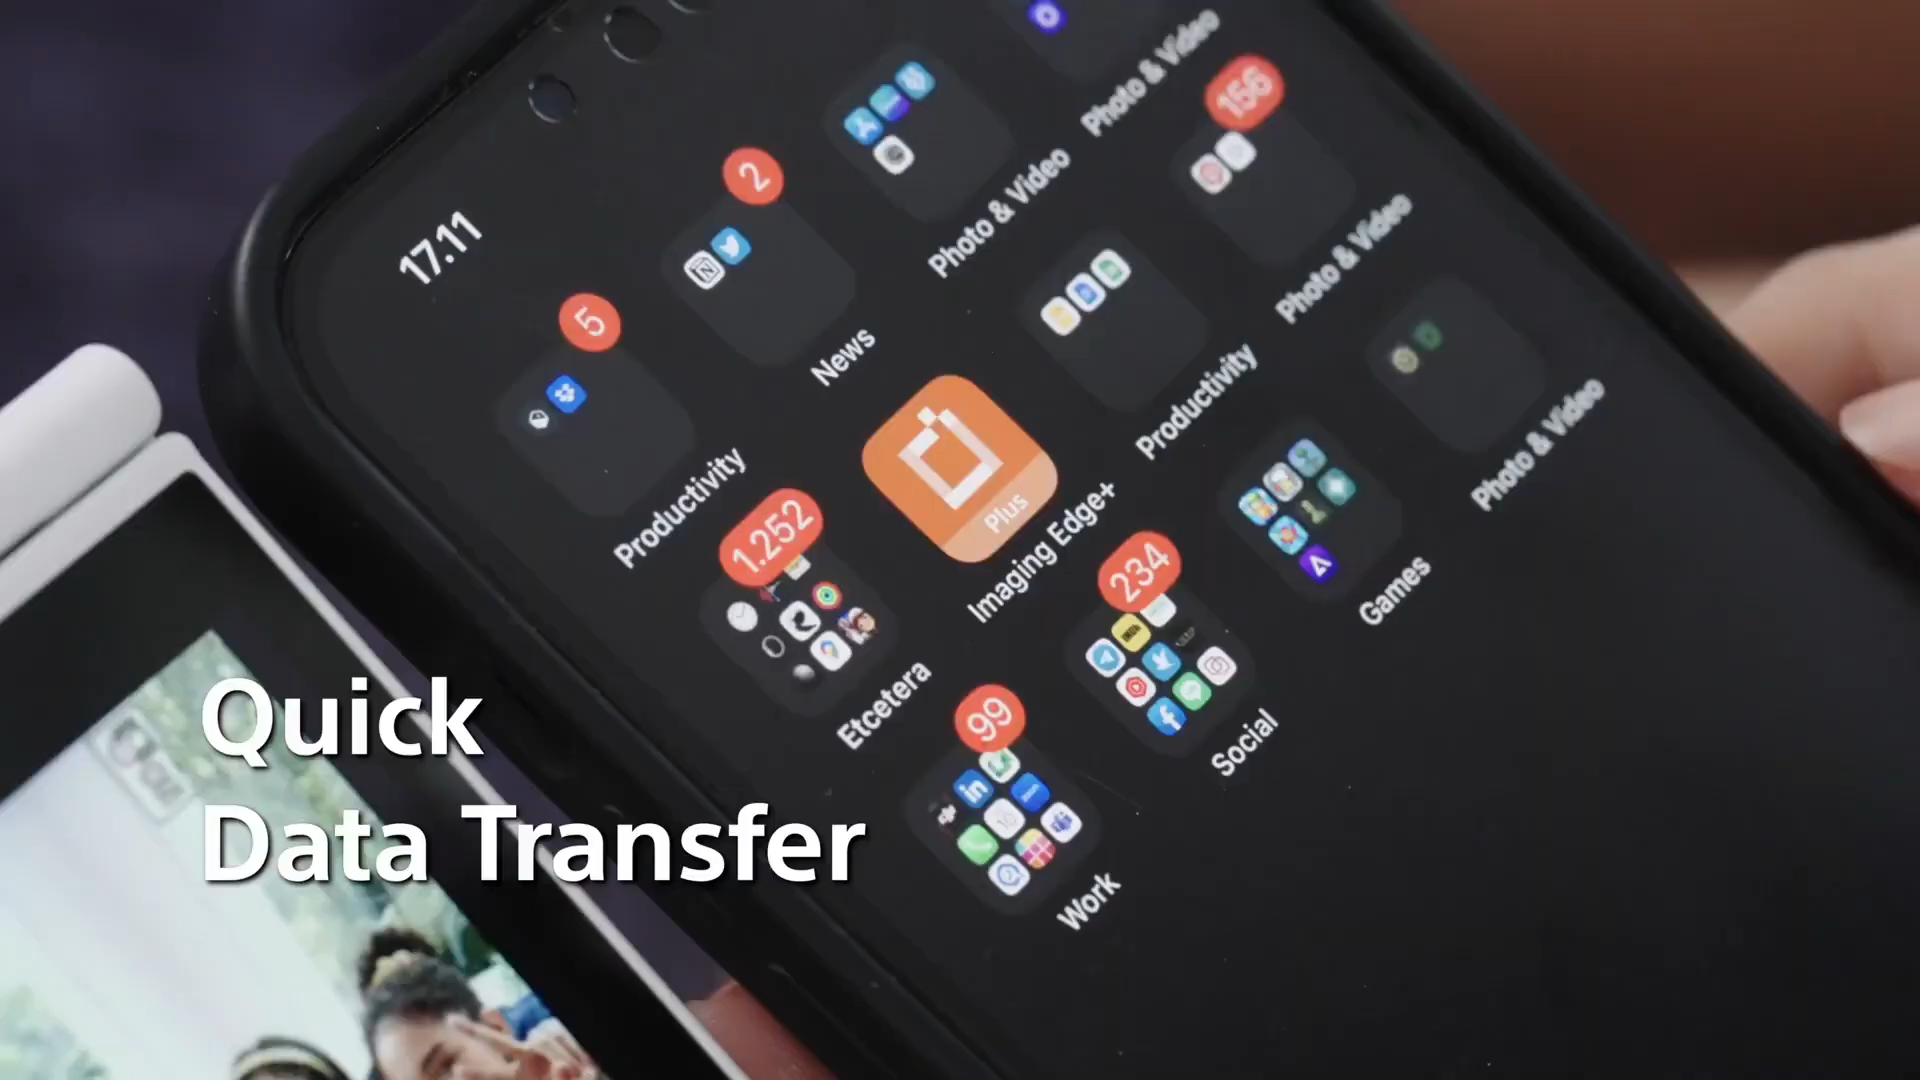 17.11
Photo & Video
156
2
Photo & Video
Photo & Video
5
News
Productivity
Photo & Video
Productivity
Plus
Imaging Edge+
1.252
234
Games
Etcetera
Social
99
in
Work
Quick
Data Transfer